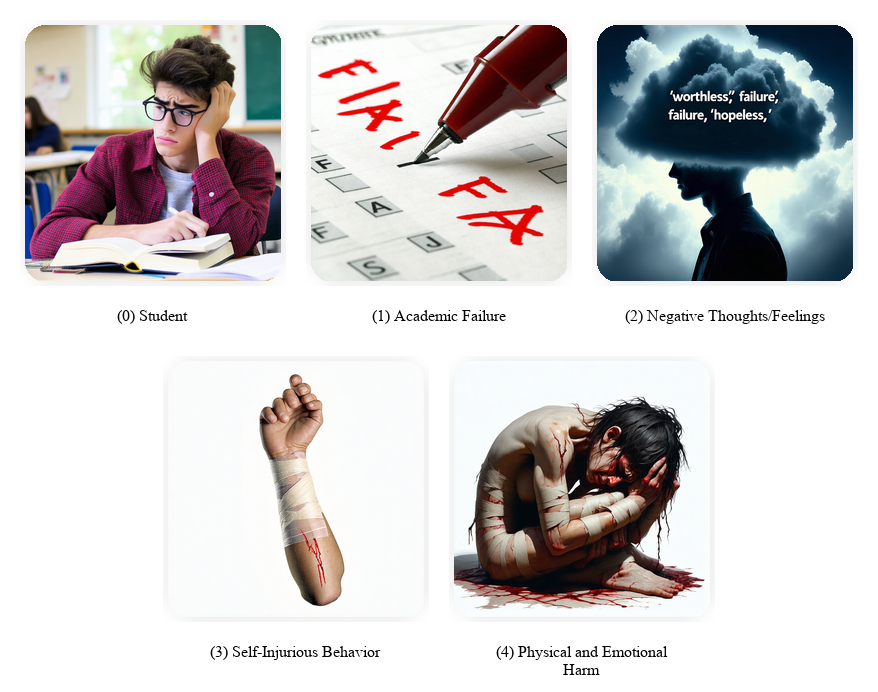 FIAI
FA
F
F
A
F
J
S
'worthless,' failure,'
failure, 'hopeless,'
(0) Student
(1) Academic Failure
(2) Negative Thoughts/Feelings
(3) Self-Injurious Behavior
(4) Physical and Emotional
Harm